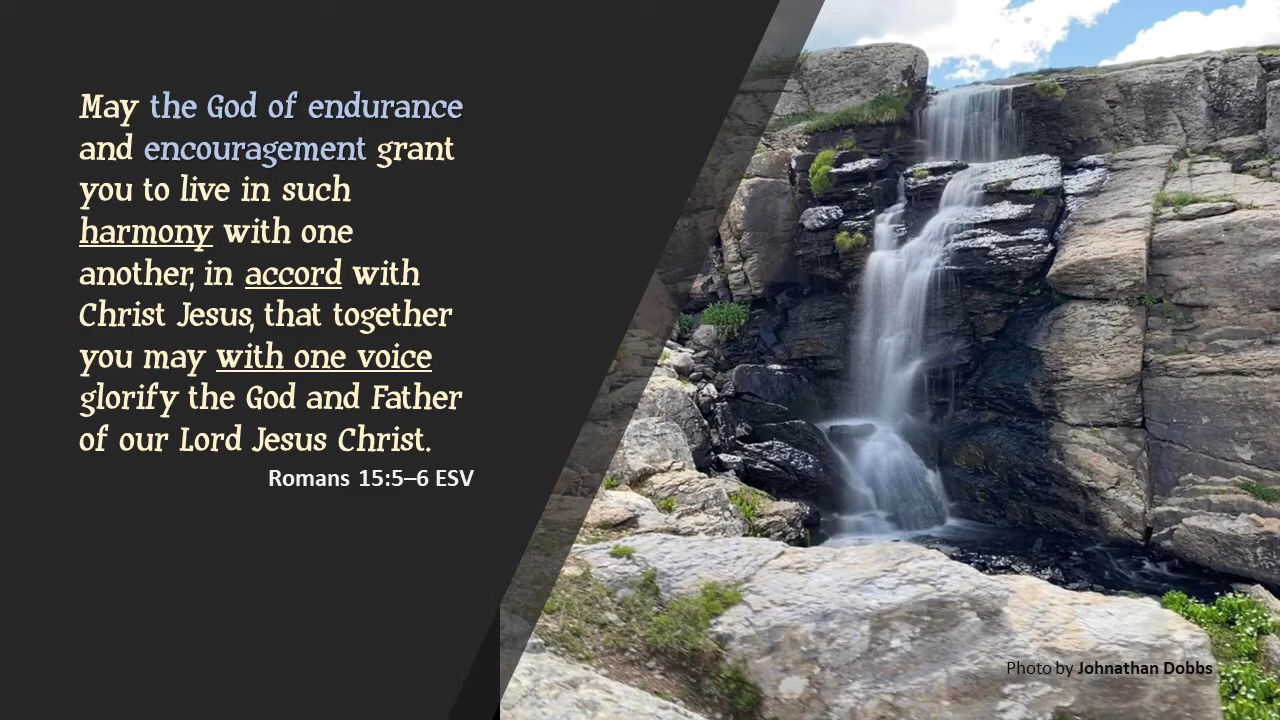 May the God of endurance
and encouragement grant
you to live in such
harmony with one
another, in accord with
Christ Jesus, that together
you may with one voice
glorify the God and Father
of our Lord Jesus Christ.
Romans 15:5–6 ESV
Photo by Johnathan Dobbs